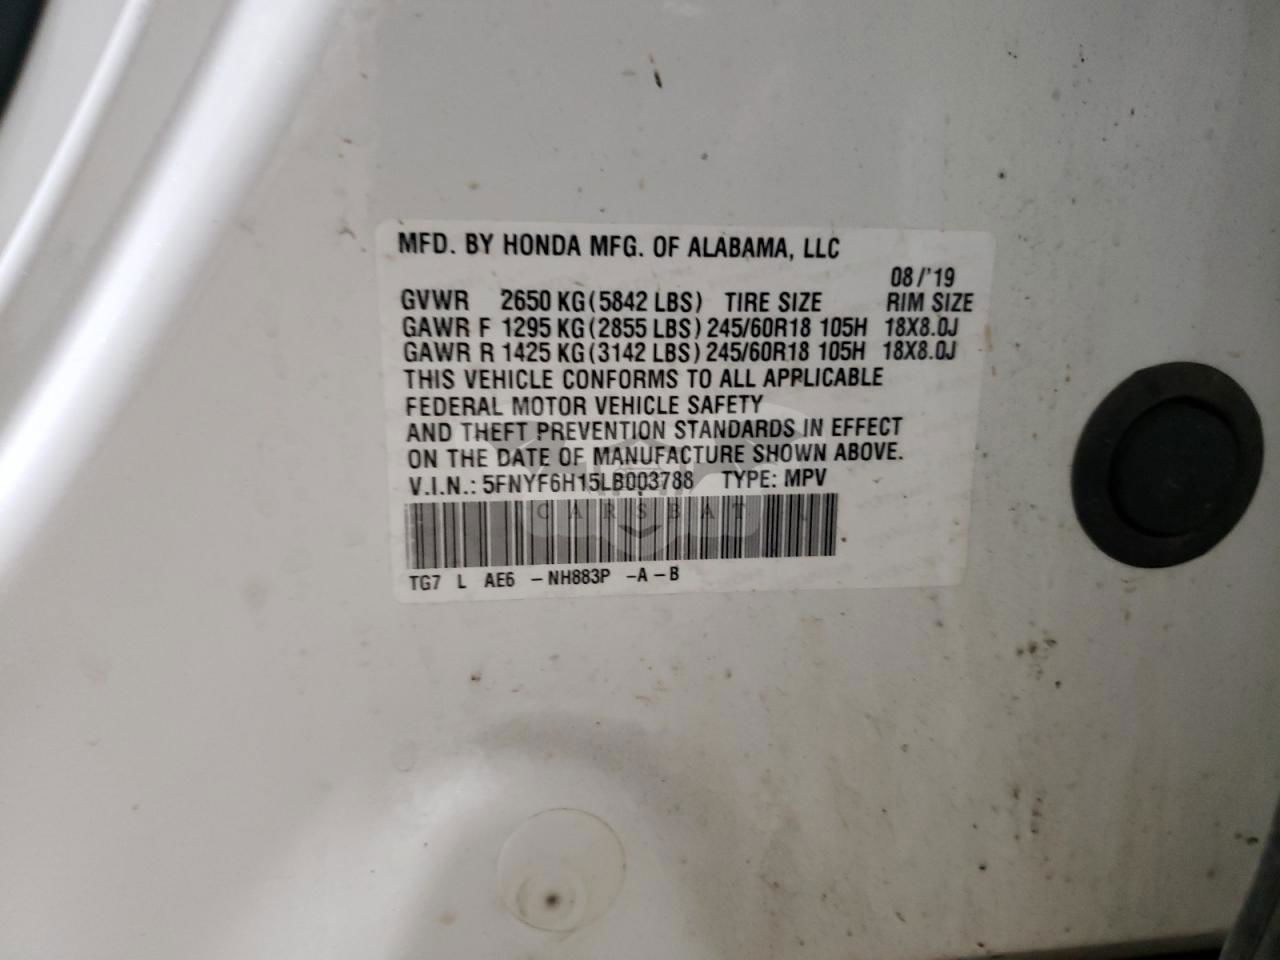 MFD. BY HONDA MFG. OF ALABAMA, LLC
08/'19
GVWR 2650 KG (5842 LBS) TIRE SIZE RIM SIZE
GAWR F 1295 KG (2855 LBS) 245/60R18 105H 18X8.0J
GAWR R 1425 KG (3142 LBS) 245/60R18 105H 18X8.0J
THIS VEHICLE CONFORMS TO ALL APPLICABLE
FEDERAL MOTOR VEHICLE SAFETY
AND THEFT PREVENTION STANDARDS IN EFFECT
ON THE DATE OF MANUFACTURE SHOWN ABOVE.
V.I.N.: 5FNYF6H15LB003788 TYPE: MPV
CARSBAT
TG7 L AE6 -NH883P -A-B